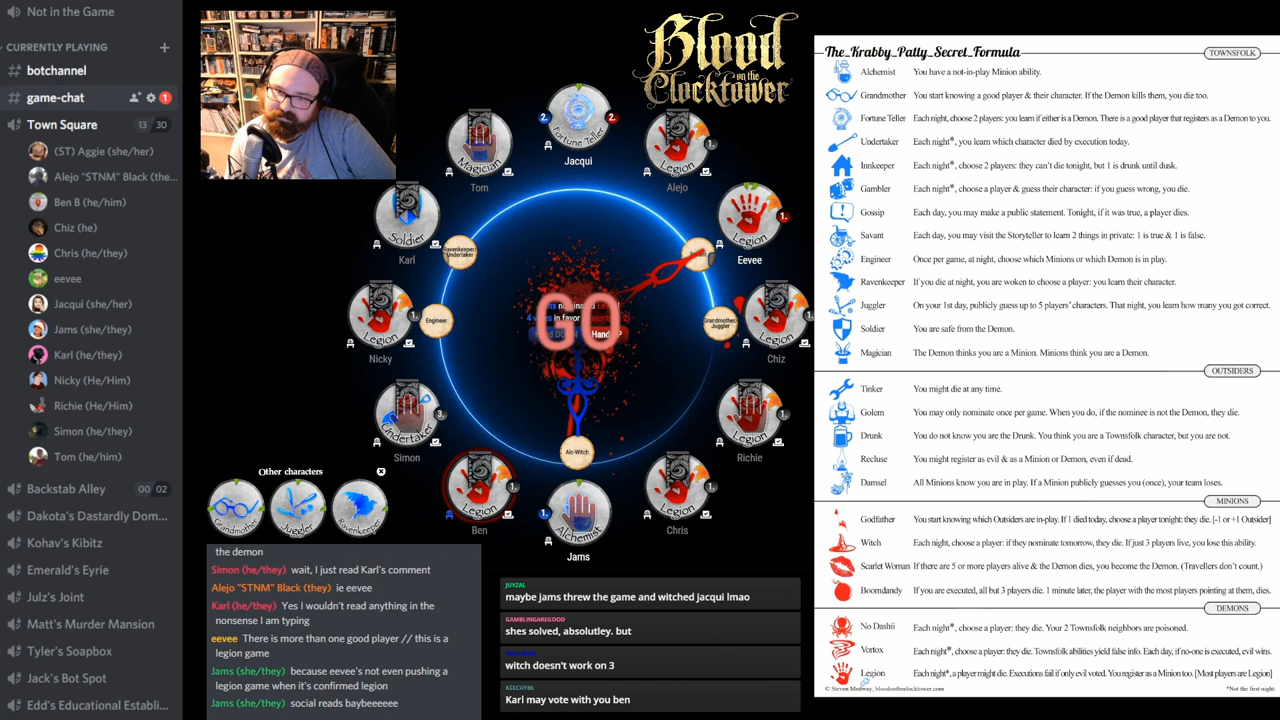 Not in the Game
CURRENTLY PLAYING
# botchannel
# game-chat 1
Town Square 13 30
(ST) Aggie (she/her)
Alejo "STNM" Black (the...
Ben B (he/him)
Chiz (he)
Chris (he/they)
eevee
Jacqui (she/her)
Jams (she/they)
Karl (he/they)
Nicky (He/Him)
Richie (He/Him)
Simon (he/they)
Tom (he/him)
Backstab Alley 00 02
Dakota's Dastardly Dom...
Kohav's Kibitz
Emerald's Eyrie
Julz's Joint
Matt's Murder Mansion
Tyler's Soapbox
Jack's Jackspot
Edd's Educational Establi...
Blood
on the
Clocktower
Magician
Tom
2.
Fortune Teller
2.
Jacqui
Legion
1.
Alejo
Soldier
Karl
Ravenkeeper/
Undertaker
Legion
1.
Eevee
Legion
1.
Nicky
Engineer
Grandmother/
Juggler
Legion
1.
Chiz
Undertaker
3.
Simon
Legion
1.
Richie
Legion
1.
Ben
Alc-Witch
1.
Alchemist
Jams
Legion
1.
Chris
Other characters
Grandmother
Juggler
Ravenkeeper
the demon
Simon (he/they) wait, I just read Karl's comment
Alejo "STNM" Black (they) ie eevee
Karl (he/they) Yes I wouldn't read anything in the
nonsense I am typing
eevee There is more than one good player // this is a
legion game
Jams (she/they) because eevee's not even pushing a
legion game when it's confirmed legion
Jams (she/they) social reads baybeeeeee
JUYZAL
maybe jams threw the game and witched jacqui lmao
GAMBLINGAREGOOD
shes solved, absolutley. but
witch doesn't work on 3
KEECHY86
Karl may vote with you ben
The_Krabby_Patty_Secret_Formula
TOWNSFOLK
Alchemist You have a not-in-play Minion ability.
Grandmother You start knowing a good player & their character. If the Demon kills them, you die too.
Fortune Teller Each night, choose 2 players: you learn if either is a Demon. There is a good player that registers as a Demon to you.
Undertaker Each night*, you learn which character died by execution today.
Innkeeper Each night*, choose 2 players: they can't die tonight, but 1 is drunk until dusk.
Gambler Each night*, choose a player & guess their character: if you guess wrong, you die.
Gossip Each day, you may make a public statement. Tonight, if it was true, a player dies.
Savant Each day, you may visit the Storyteller to learn 2 things in private: 1 is true & 1 is false.
Engineer Once per game, at night, choose which Minions or which Demon is in play.
Ravenkeeper If you die at night, you are woken to choose a player: you learn their character.
Juggler On your 1st day, publicly guess up to 5 players' characters. That night, you learn how many you got correct.
Soldier You are safe from the Demon.
Magician The Demon thinks you are a Minion. Minions think you are a Demon.
OUTSIDERS
Tinker You might die at any time.
Golem You may only nominate once per game. When you do, if the nominee is not the Demon, they die.
Drunk You do not know you are the Drunk. You think you are a Townsfolk character, but you are not.
Recluse You might register as evil & as a Minion or Demon, even if dead.
Damsel All Minions know you are in play. If a Minion publicly guesses you (once), your team loses.
MINIONS
Godfather You start knowing which Outsiders are in-play. If 1 died today, choose a player tonight: they die. [-1 or +1 Outsider]
Witch Each night, choose a player: if they nominate tomorrow, they die. If just 3 players live, you lose this ability.
Scarlet Woman If there are 5 or more players alive & the Demon dies, you become the Demon. (Travellers don't count.)
Boomdandy If you are executed, all but 3 players die. 1 minute later, the player with the most players pointing at them, dies.
DEMONS
No Dashii Each night*, choose a player: they die. Your 2 Townsfolk neighbors are poisoned.
Vortox Each night*, choose a player: they die. Townsfolk abilities yield false info. Each day, if no-one is executed, evil wins.
Legion Each night*, a player might die. Executions fail if only evil voted. You register as a Minion too. [Most players are Legion]
© Steven Medway, bloodontheclocktower.com
*Not the first night.